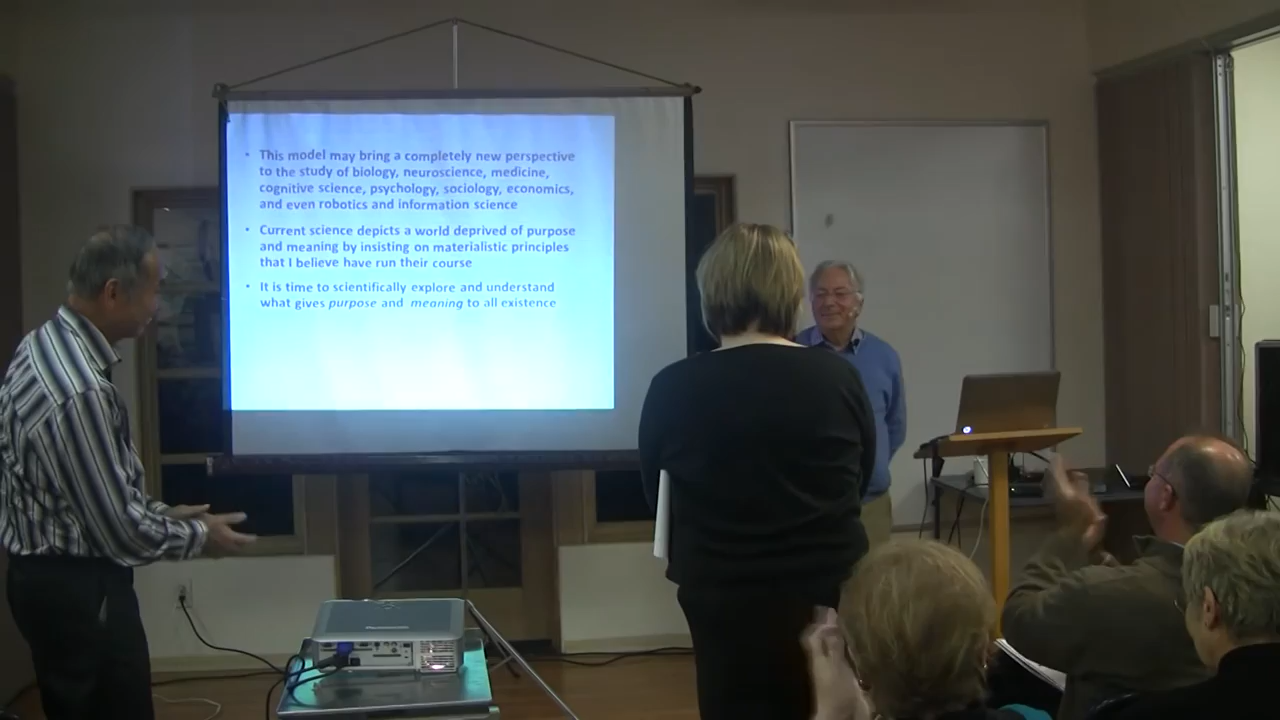 • This model may bring a completely new perspective
to the study of biology, neuroscience, medicine,
cognitive science, psychology, sociology, economics,
and even robotics and information science
• Current science depicts a world deprived of purpose
and meaning by insisting on materialistic principles
that I believe have run their course
• It is time to scientifically explore and understand
what gives purpose and meaning to all existence